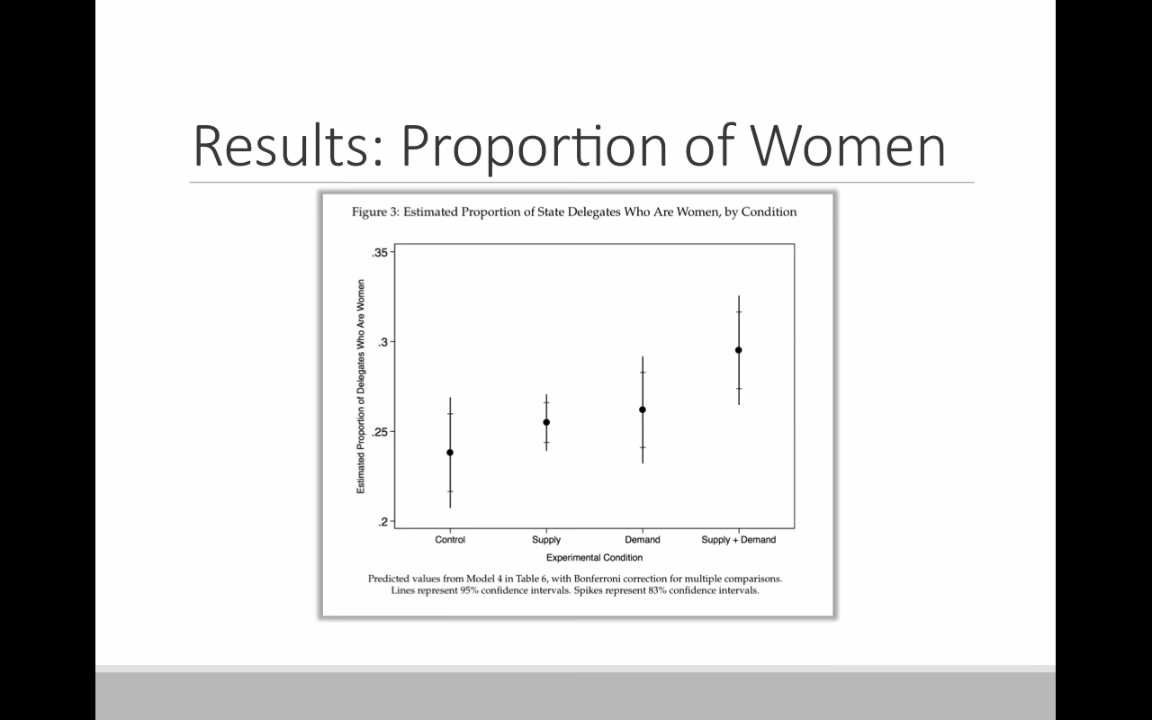 Results: Proportion of Women
Figure 3: Estimated Proportion of State Delegates Who Are Women, by Condition
.35
.3
.25
.2
Estimated Proportion of Delegates Who Are Women
Control Supply Demand Supply + Demand
Experimental Condition
Predicted values from Model 4 in Table 6, with Bonferroni correction for multiple comparisons.
Lines represent 95% confidence intervals. Spikes represent 83% confidence intervals.